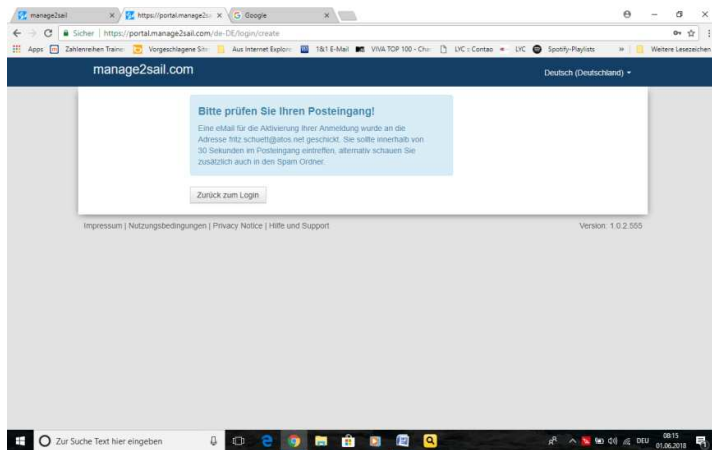 manage2sail
https://portal.manage2sa
Google
Sicher | https://portal.manage2sail.com/de-DE/login/create
Apps
Zahlenreihen Traine
Vorgeschlagene Site
Aus Internet Explore
1&1 E-Mail
VIVA TOP 100 - Cha
LYC :: Contao
LYC
Spotify-Playlists
»
Weitere Lesezeichen
manage2sail.com
Deutsch (Deutschland)
Bitte prüfen Sie Ihren Posteingang!
Eine eMail für die Aktivierung Ihrer Anmeldung wurde an die
Adresse fritz.schuett@atos.net geschickt. Sie sollte innerhalb von
30 Sekunden im Posteingang eintreffen, alternativ schauen Sie
zusätzlich auch in den Spam Ordner.
Zurück zum Login
Impressum | Nutzungsbedingungen | Privacy Notice | Hilfe und Support
Version: 1.0.2.555
Zur Suche Text hier eingeben
DEU
08:15
01.06.2018